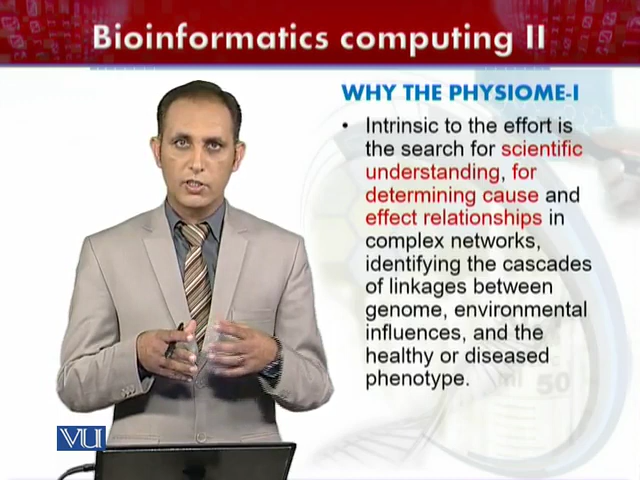 Bioinformatics computing II
WHY THE PHYSIOME-I
• Intrinsic to the effort is
the search for scientific
understanding, for
determining cause and
effect relationships in
complex networks,
identifying the cascades
of linkages between
genome, environmental
influences, and the
healthy or diseased
phenotype.
ml 50
VU